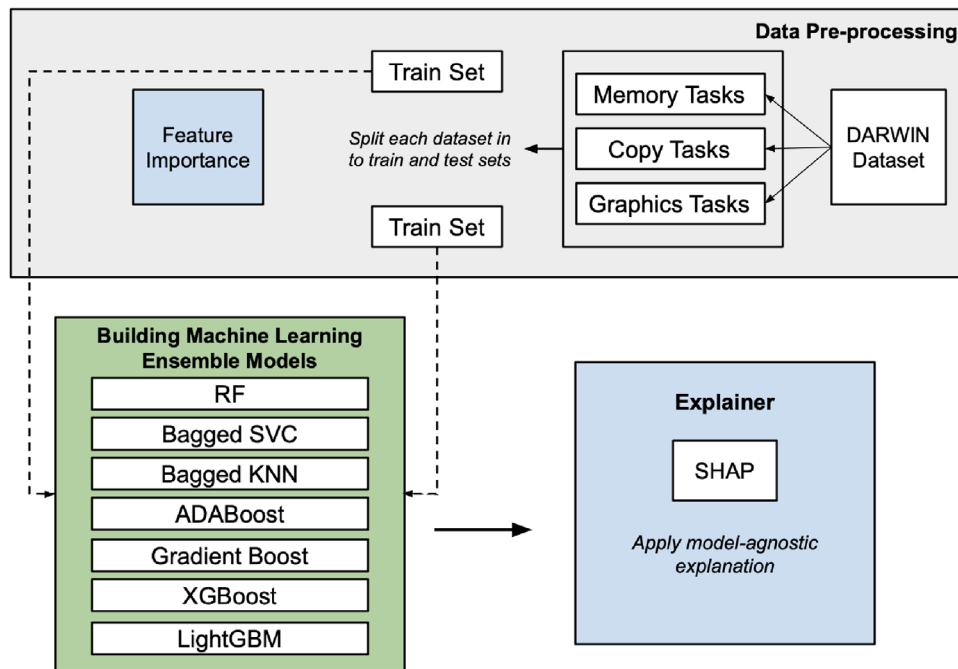 Data Pre-processing
Train Set
Feature
Importance
Split each dataset in
to train and test sets
Memory Tasks
Copy Tasks
Graphics Tasks
DARWIN
Dataset
Train Set
Building Machine Learning
Ensemble Models
RF
Bagged SVC
Bagged KNN
ADABoost
Gradient Boost
XGBoost
LightGBM
Explainer
SHAP
Apply model-agnostic
explanation